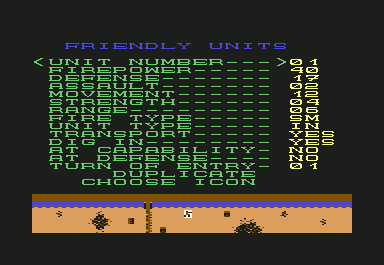 FRIENDLY UNITS
<UNIT NUMBER--->01
FIREPOWER------40
DEFENSE--------17
ASSAULT--------02
MOVEMENT-------12
STRENGTH-------04
RANGE----------06
FIRE TYPE------SM
UNIT TYPE------IN
TRANSPORT------YES
DIG IN---------YES
AT CAPABILITY--NO
AT DEFENSE-----NO
TURN OF ENTRY--01
DUPLICATE
CHOOSE ICON